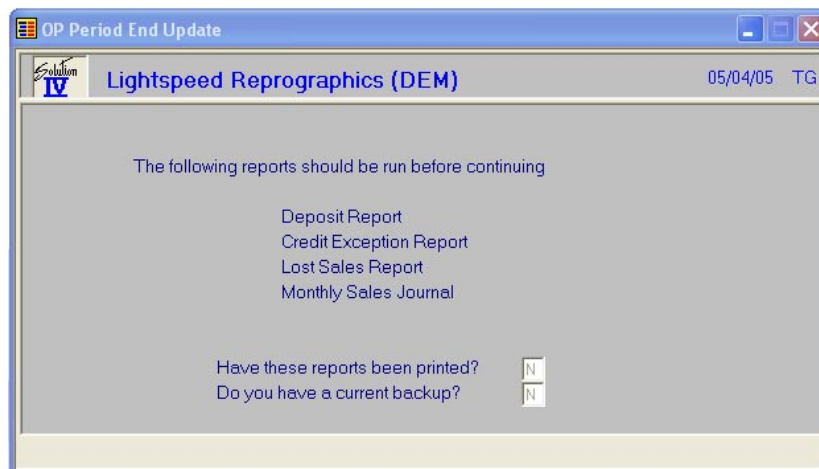 OP Period End Update
Solution IV
Lightspeed Reprographics (DEM)
05/04/05 TG
The following reports should be run before continuing
Deposit Report
Credit Exception Report
Lost Sales Report
Monthly Sales Journal
Have these reports been printed? N
Do you have a current backup? N